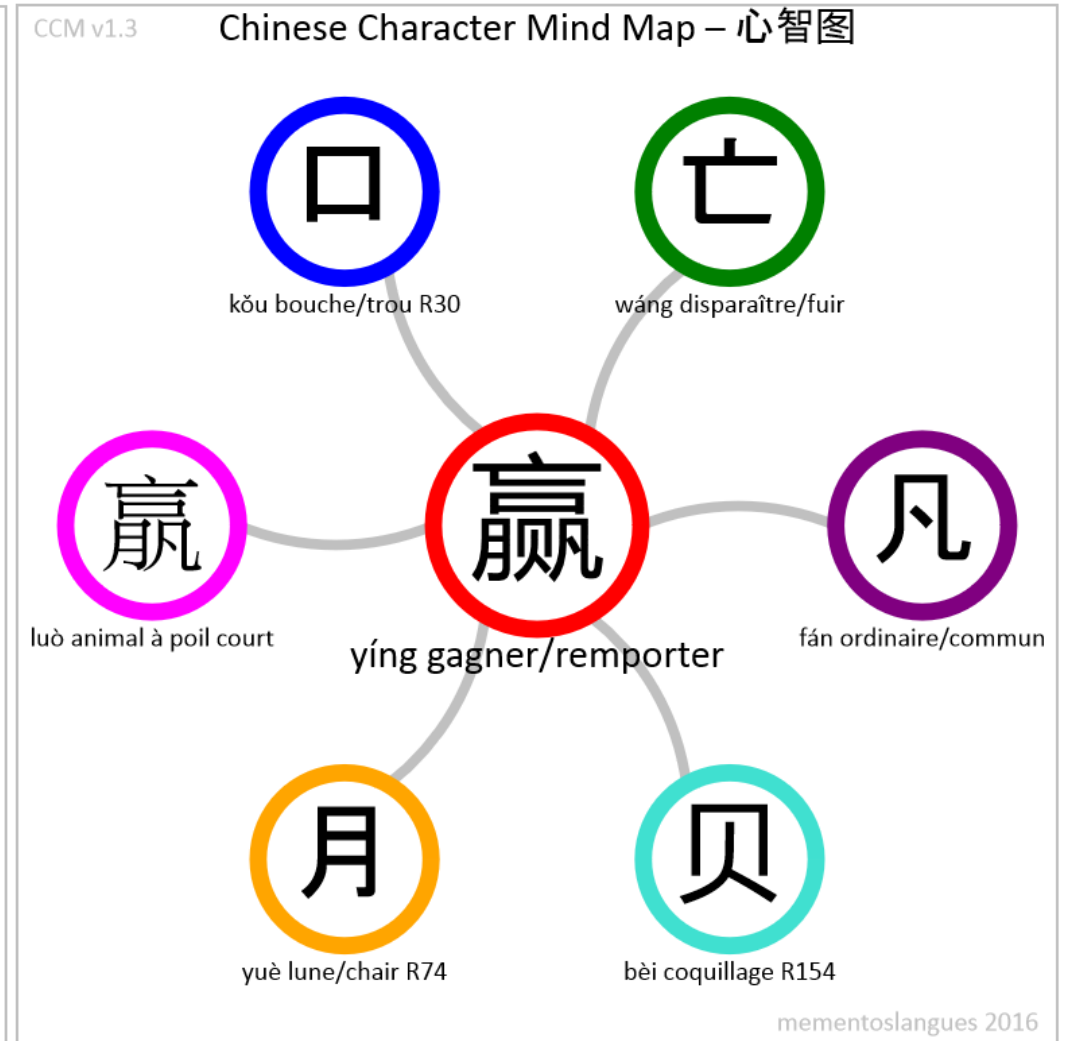 CCM v1.3
Chinese Character Mind Map – 心智图
口
亡
kǒu bouche/trou R30
wáng disparaître/fuir
𣎆
赢
凡
luò animal à poil court
yíng gagner/remporter
fán ordinaire/commun
月
贝
yuè lune/chair R74
bèi coquillage R154
mementoslangues 2016